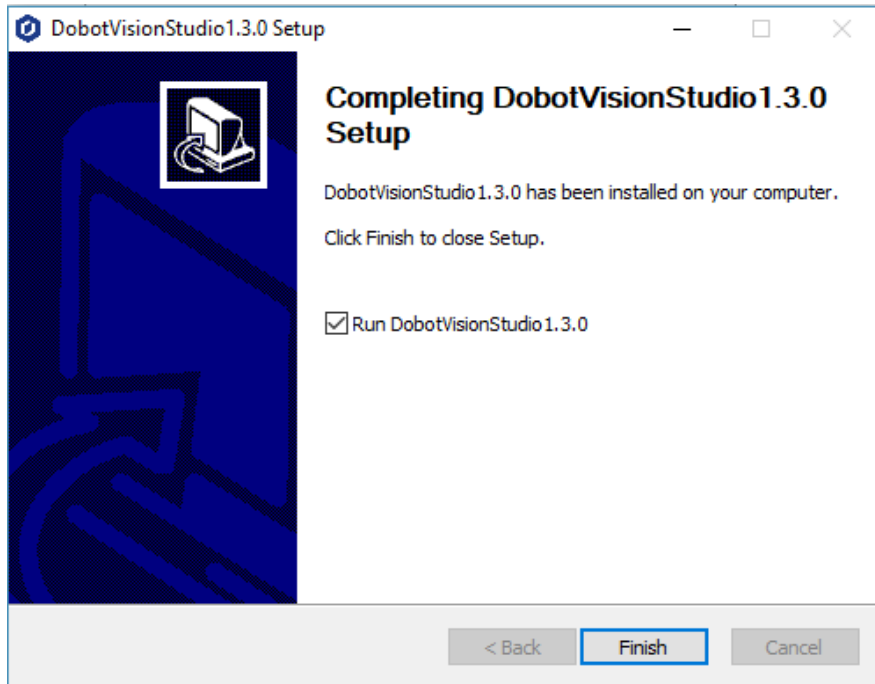 DobotVisionStudio1.3.0 Setup
Completing DobotVisionStudio1.3.0
Setup
DobotVisionStudio1.3.0 has been installed on your computer.
Click Finish to close Setup.
Run DobotVisionStudio1.3.0
< Back Finish Cancel